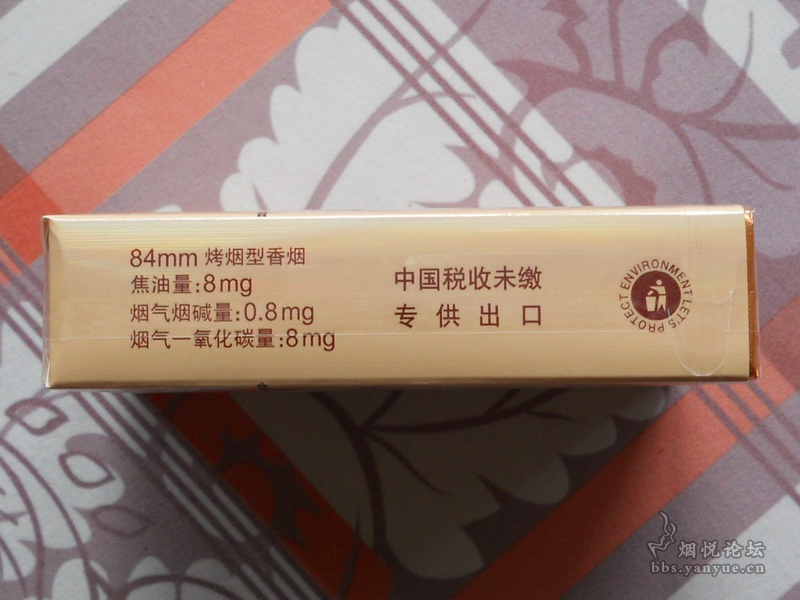 84mm 烤烟型香烟
焦油量:8mg
烟气烟碱量:0.8mg
烟气一氧化碳量:8mg
中国税收未缴
专供出口
LET'S PROTECT ENVIRONMENT
烟悦论坛
bbs.yanyue.cn